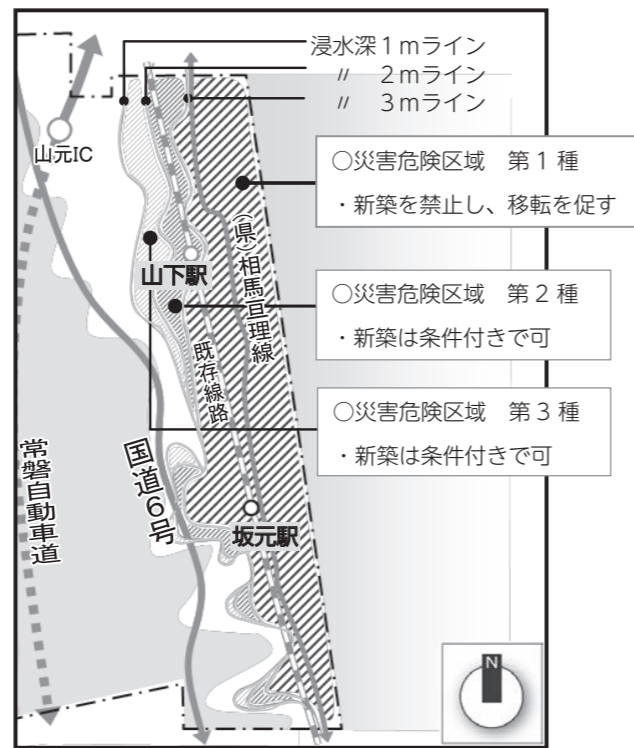 浸水深1mライン
〃 2mライン
〃 3mライン
山元IC
○災害危険区域 第1種
・新築を禁止し、移転を促す
(県)相馬亘理線
山下駅
○災害危険区域 第2種
・新築は条件付きで可
既存線路
○災害危険区域 第3種
・新築は条件付きで可
常磐自動車道
国道6号
坂元駅
N